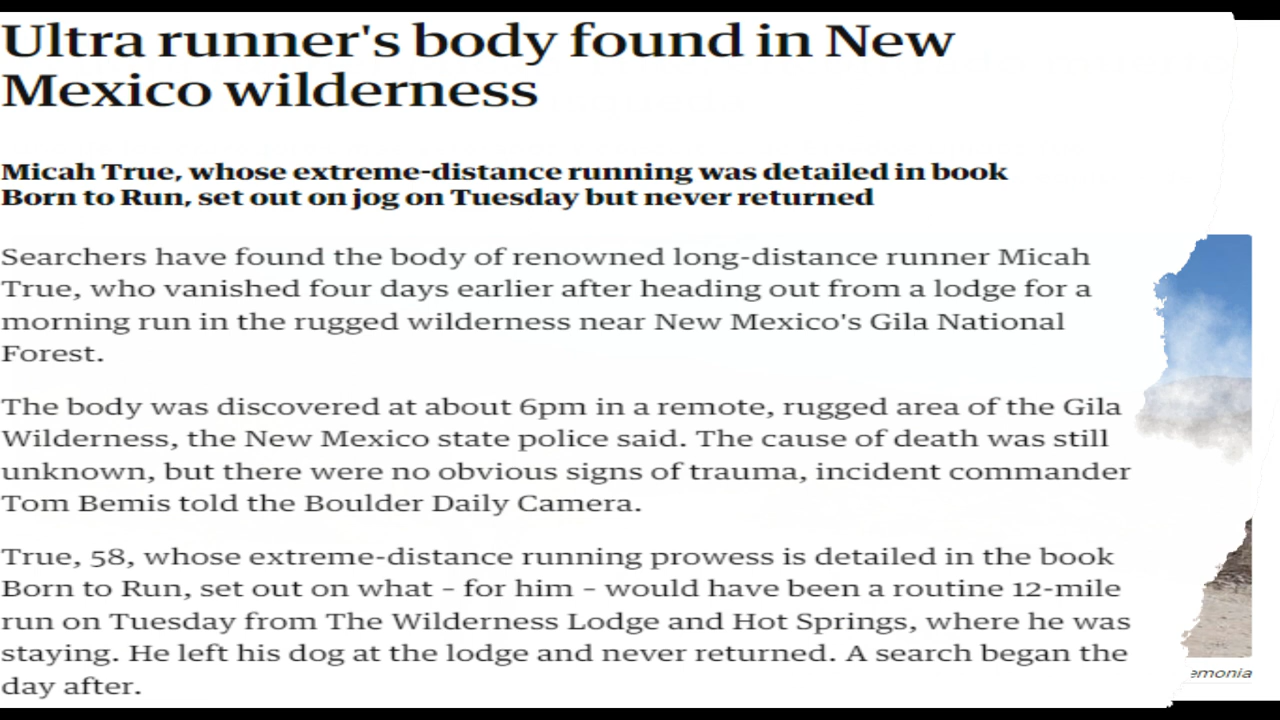 Ultra runner's body found in New
Mexico wilderness
Micah True, whose extreme-distance running was detailed in book
Born to Run, set out on jog on Tuesday but never returned
Searchers have found the body of renowned long-distance runner Micah
True, who vanished four days earlier after heading out from a lodge for a
morning run in the rugged wilderness near New Mexico's Gila National
Forest.
The body was discovered at about 6pm in a remote, rugged area of the Gila
Wilderness, the New Mexico state police said. The cause of death was still
unknown, but there were no obvious signs of trauma, incident commander
Tom Bemis told the Boulder Daily Camera.
True, 58, whose extreme-distance running prowess is detailed in the book
Born to Run, set out on what – for him – would have been a routine 12-mile
run on Tuesday from The Wilderness Lodge and Hot Springs, where he was
staying. He left his dog at the lodge and never returned. A search began the
day after.
emonia